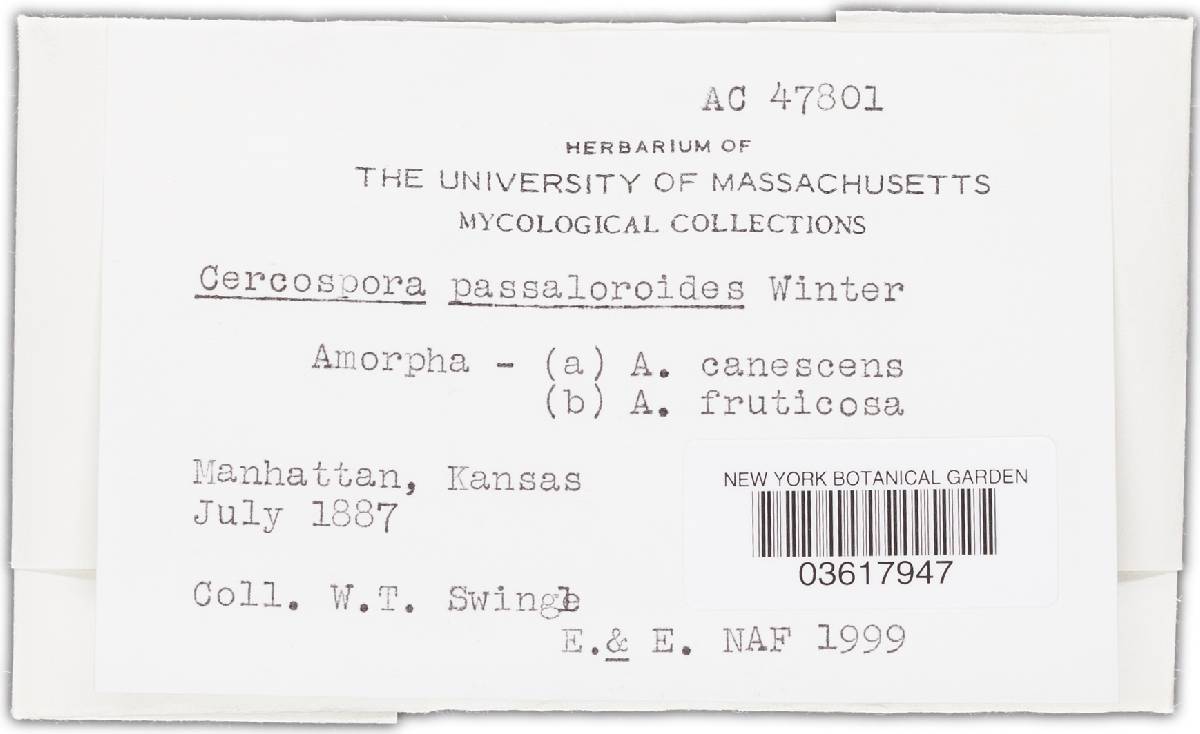 AC 47801
HERBARIUM OF
THE UNIVERSITY OF MASSACHUSETTS
MYCOLOGICAL COLLECTIONS
Cercospora passaloroides Winter
Amorpha - (a) A. canescens
(b) A. fruticosa
Manhattan, Kansas
July 1887
NEW YORK BOTANICAL GARDEN
03617947
Coll. W.T. Swingle
E.& E. NAF 1999